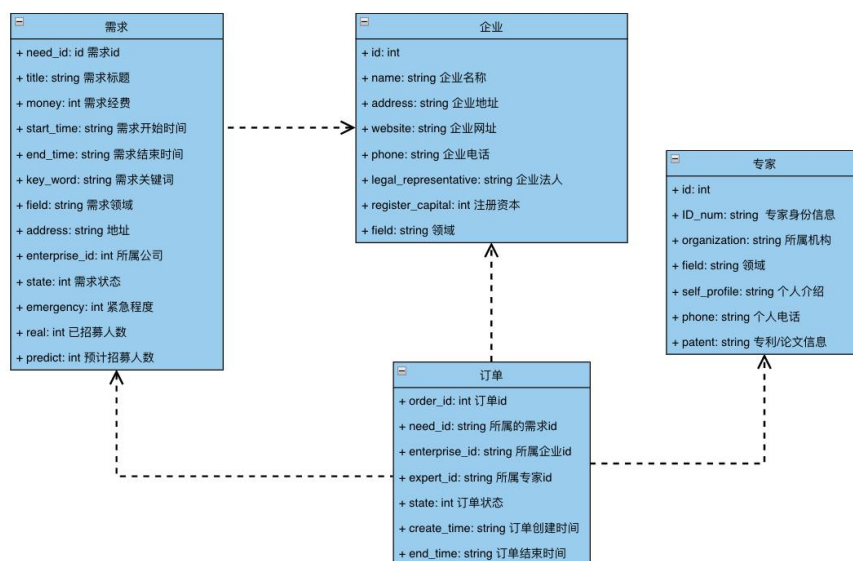 需求
+ need_id: id 需求id
+ title: string 需求标题
+ money: int 需求经费
+ start_time: string 需求开始时间
+ end_time: string 需求结束时间
+ key_word: string 需求关键词
+ field: string 需求领域
+ address: string 地址
+ enterprise_id: int 所属公司
+ state: int 需求状态
+ emergency: int 紧急程度
+ real: int 已招募人数
+ predict: int 预计招募人数
企业
+ id: int
+ name: string 企业名称
+ address: string 企业地址
+ website: string 企业网址
+ phone: string 企业电话
+ legal_representative: string 企业法人
+ register_capital: int 注册资本
+ field: string 领域
专家
+ id: int
+ ID_num: string 专家身份信息
+ organization: string 所属机构
+ field: string 领域
+ self_profile: string 个人介绍
+ phone: string 个人电话
+ patent: string 专利/论文信息
订单
+ order_id: int 订单id
+ need_id: string 所属的需求id
+ enterprise_id: string 所属企业id
+ expert_id: string 所属专家id
+ state: int 订单状态
+ create_time: string 订单创建时间
+ end_time: string 订单结束时间